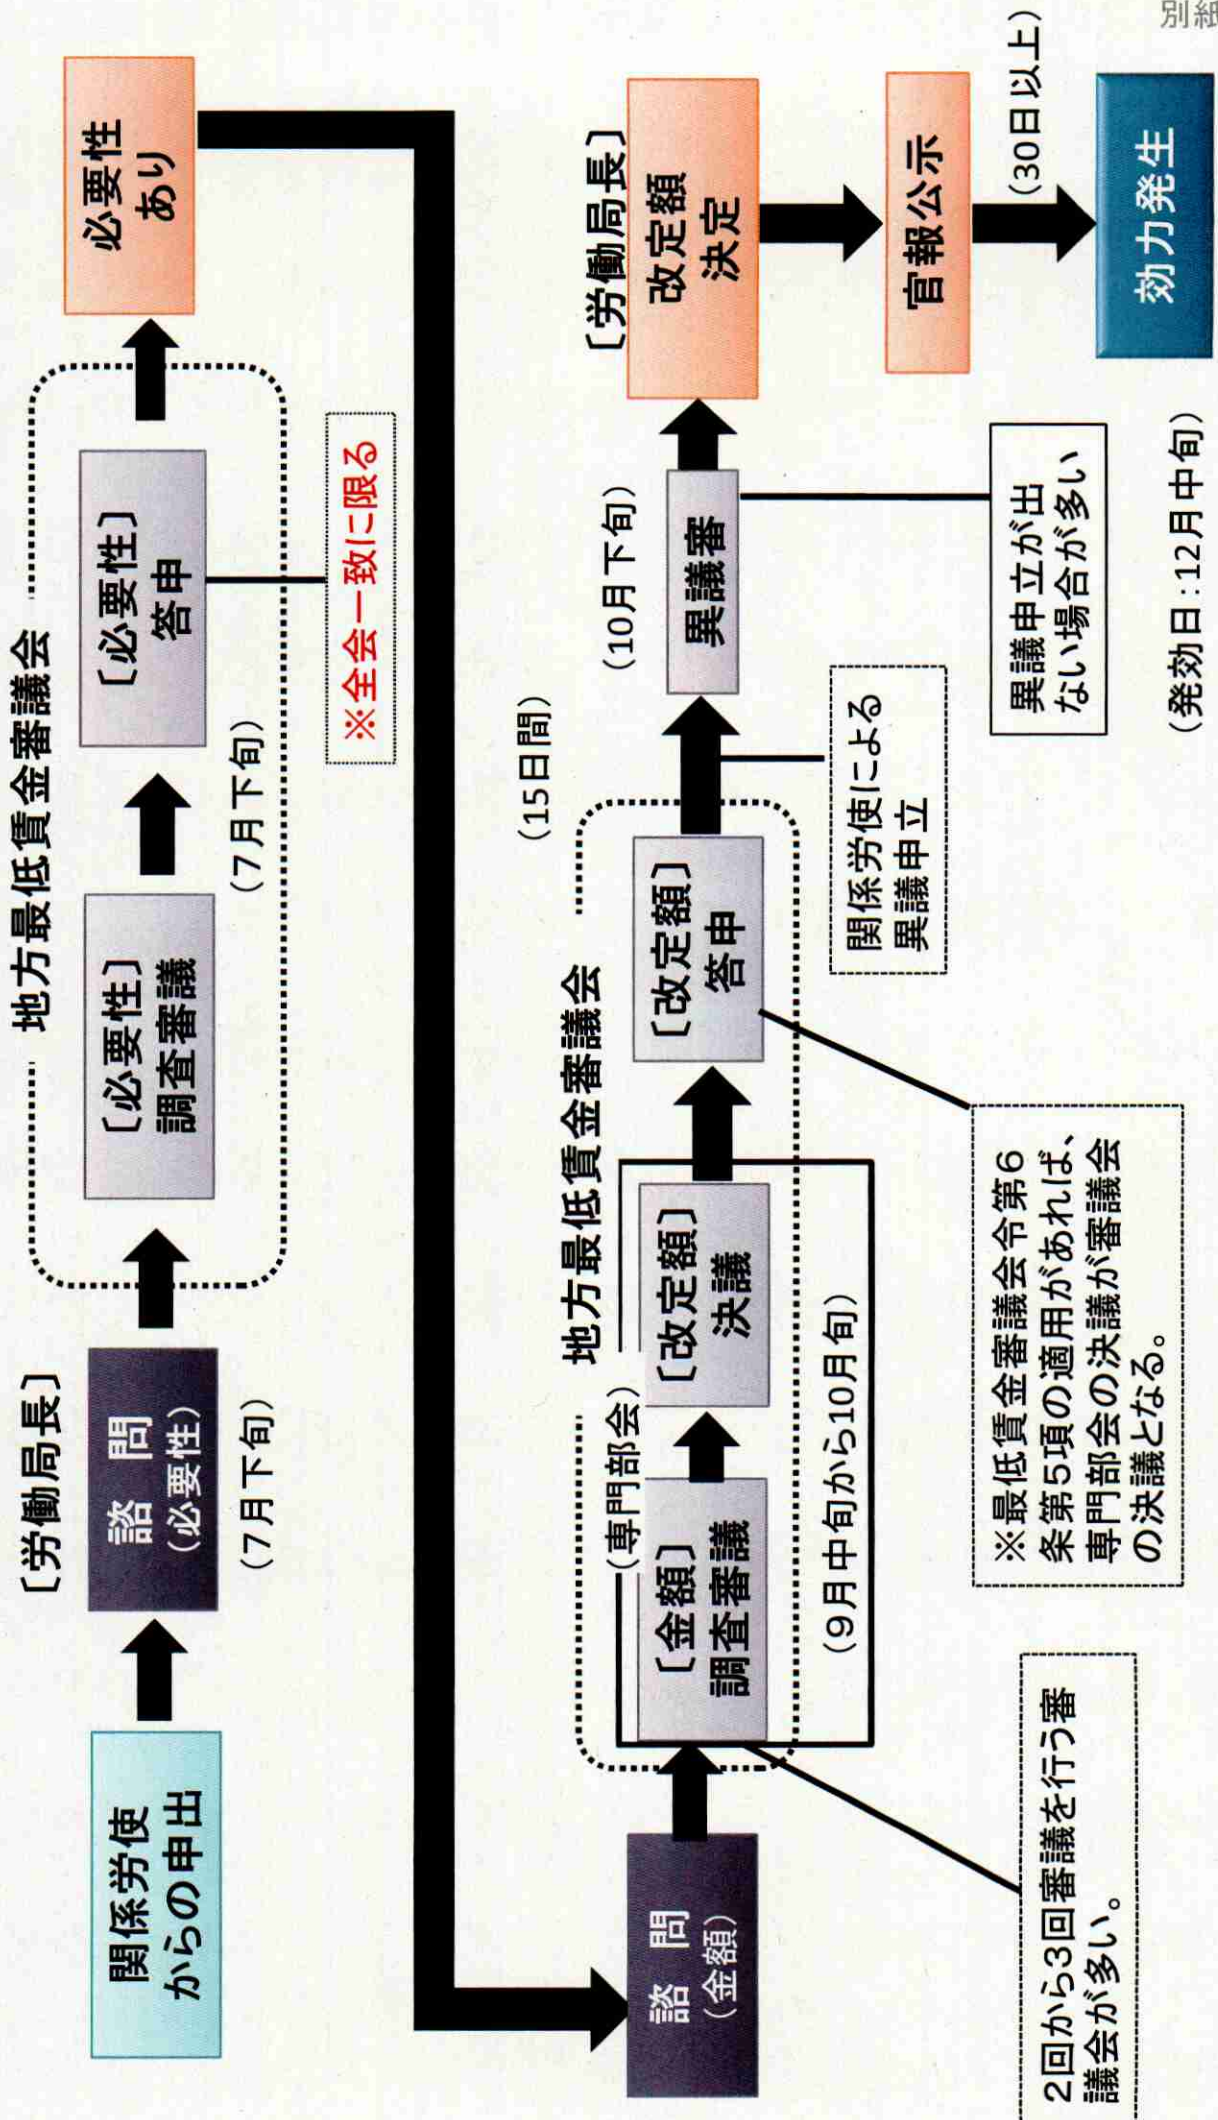 別紙
地方最低賃金審議会
〔労働局長〕
関係労使
からの申出
諮 問
(必要性)
(7月下旬)
〔必要性〕
調査審議
(7月下旬)
〔必要性〕
答申
※全会一致に限る
必要性
あり
諮 問
(金額)
地方最低賃金審議会
(専門部会)
〔金額〕
調査審議
〔改定額〕
決議
(9月中旬から10月旬)
〔改定額〕
答申
(15日間)
関係労使による
異議申立
(10月下旬)
異議審
異議申立が出
ない場合が多い
〔労働局長〕
改定額
決定
官報公示
(30日以上)
効力発生
(発効日:12月中旬)
2回から3回審議を行う審
議会が多い。
※最低賃金審議会令第6
条第5項の適用があれば、
専門部会の決議が審議会
の決議となる。